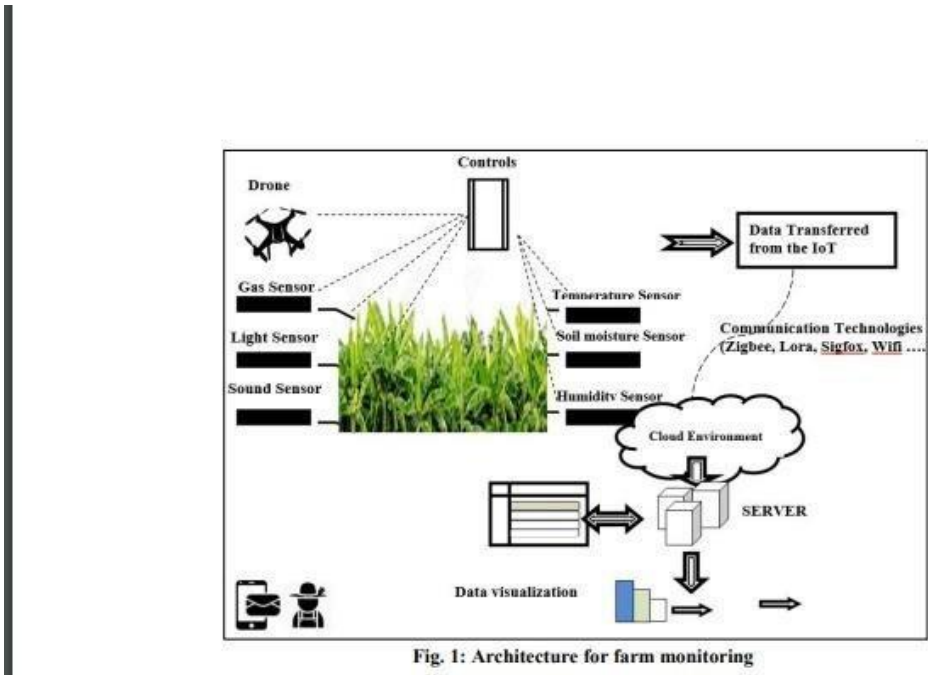 Controls
Drone
Data Transferred
from the IoT
Gas Sensor
Temperature Sensor
Light Sensor
Soil moisture Sensor
Communication Technologies
(Zigbee, Lora, Sigfox, Wifi ....
Sound Sensor
Humidity Sensor
Cloud Environment
SERVER
Data visualization
Fig. 1: Architecture for farm monitoring